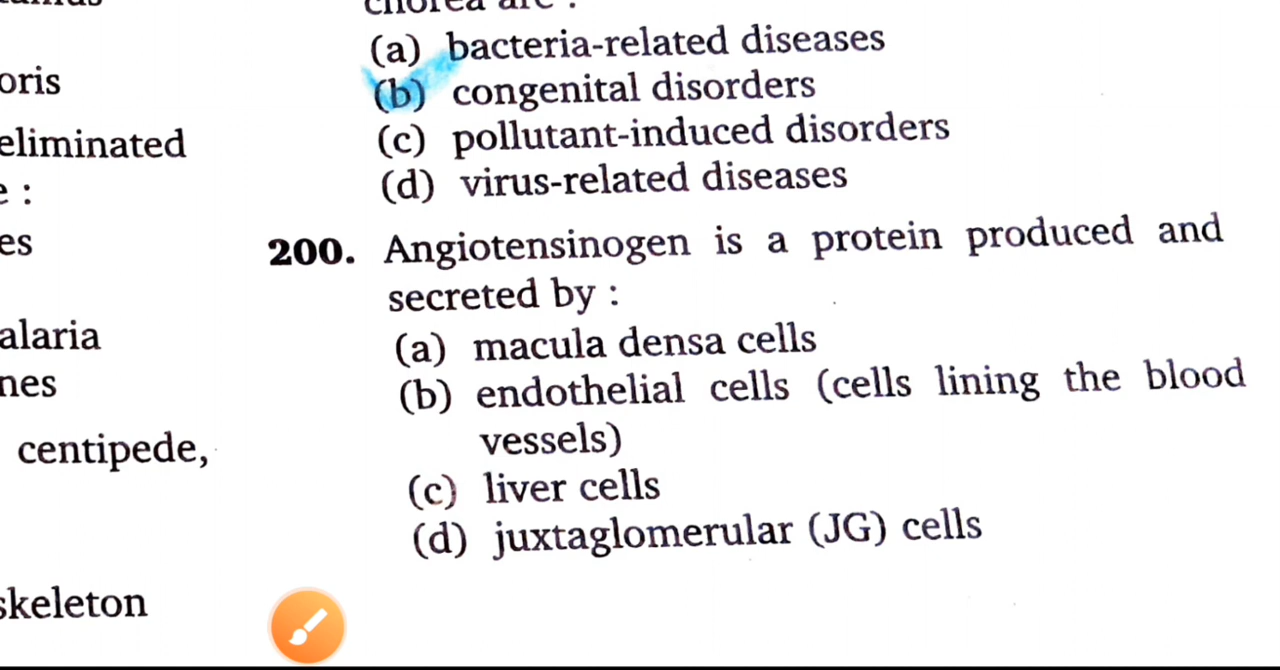 oris
eliminated
e :
es
alaria
nes
centipede,
skeleton
chorea are :
(a) bacteria-related diseases
(b) congenital disorders
(c) pollutant-induced disorders
(d) virus-related diseases
200. Angiotensinogen is a protein produced and
secreted by :
(a) macula densa cells
(b) endothelial cells (cells lining the blood
vessels)
(c) liver cells
(d) juxtaglomerular (JG) cells